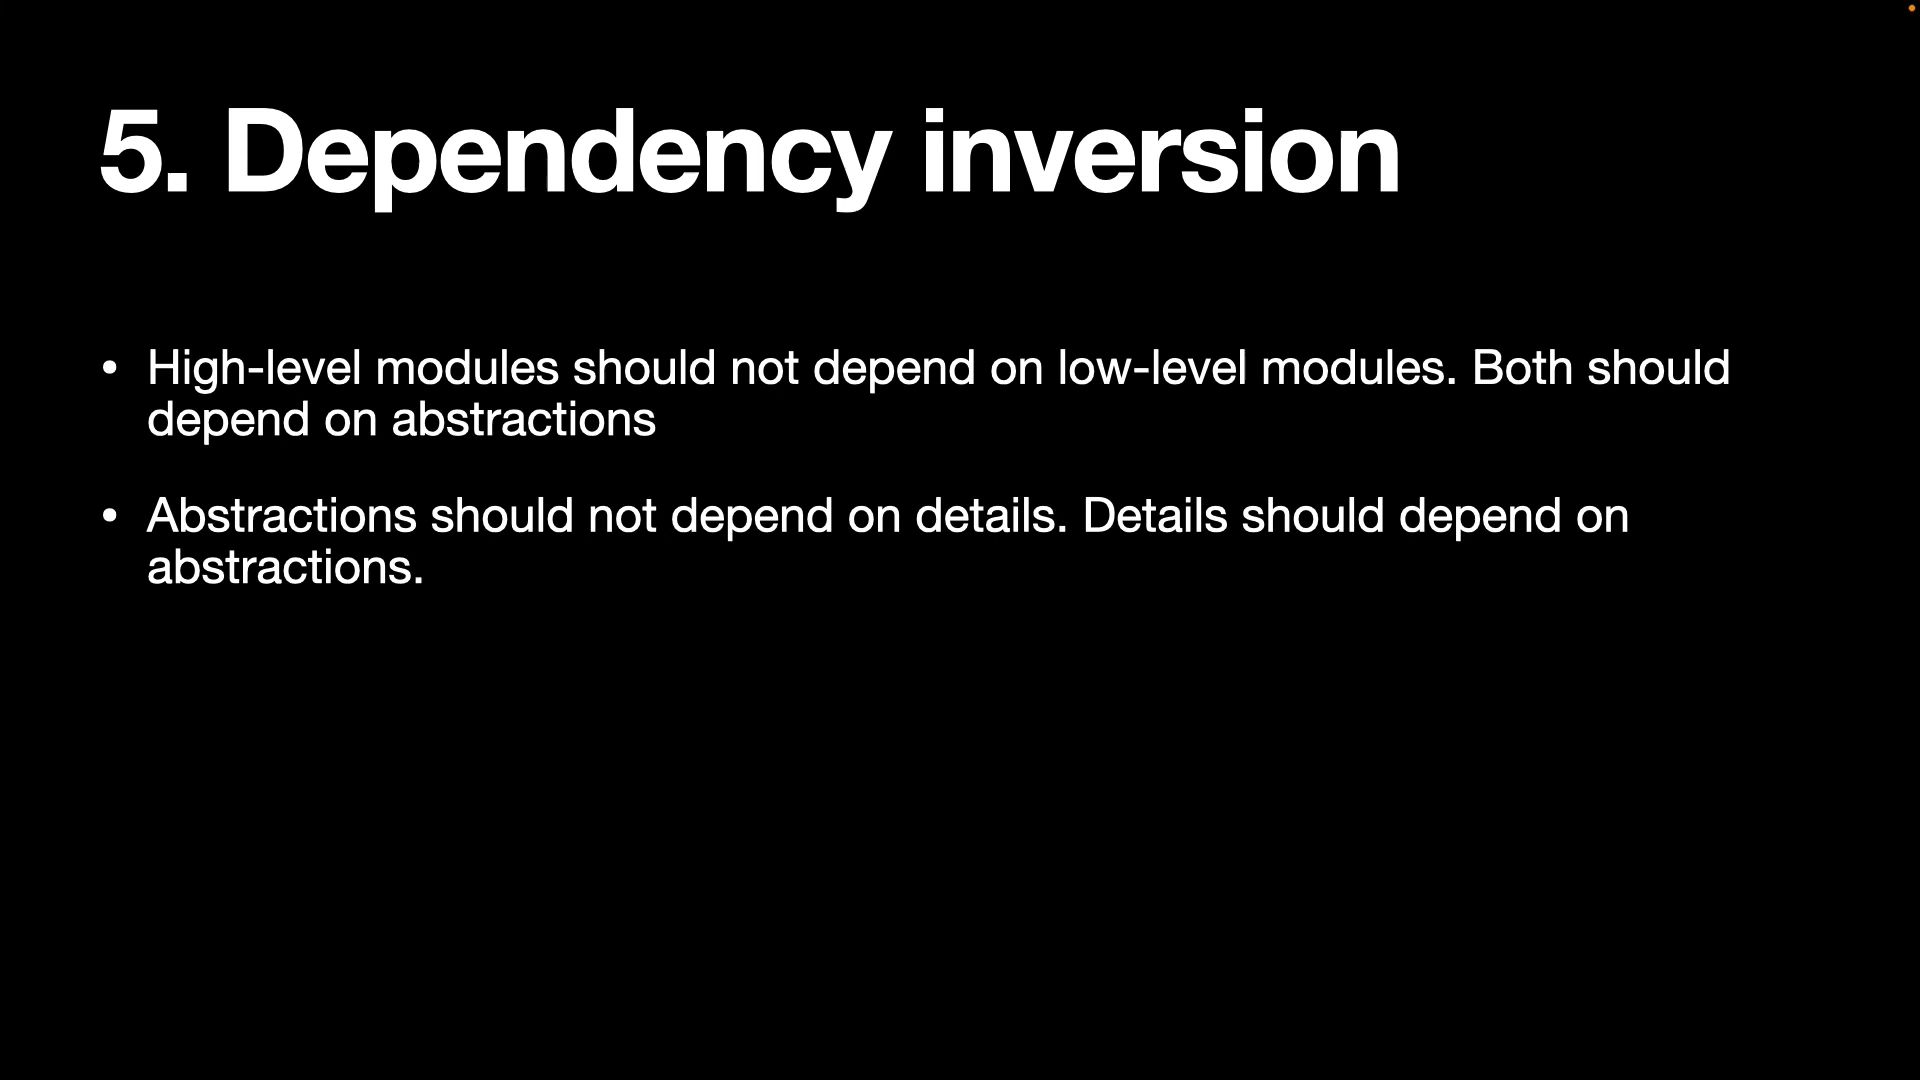 5. Dependency inversion
• High-level modules should not depend on low-level modules. Both should
depend on abstractions
• Abstractions should not depend on details. Details should depend on
abstractions.